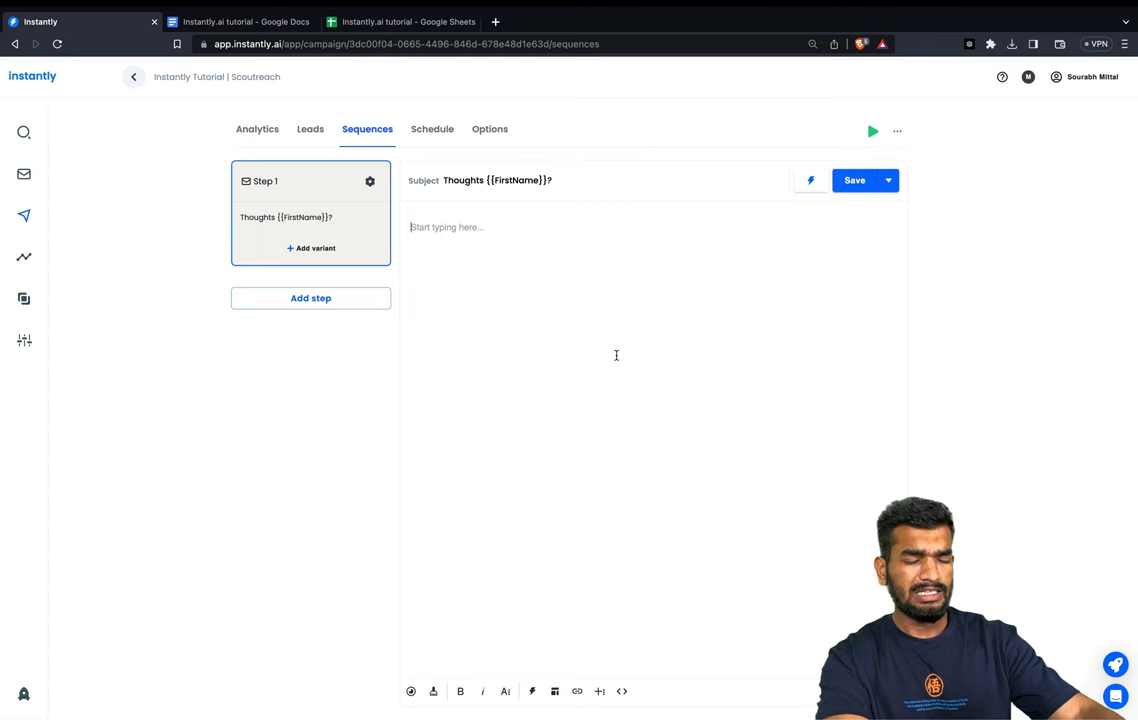 Instantly
Instantly.ai tutorial - Google Docs
Instantly.ai tutorial - Google Sheets
app.instantly.ai/app/campaign/3dc00f04-0665-4496-846d-678e48d1e63d/sequences
VPN
instantly
Instantly Tutorial | Scoutreach
M
Sourabh Mittal
Analytics
Leads
Sequences
Schedule
Options
Step 1
Subject Thoughts {{FirstName}}?
Save
Thoughts {{FirstName}}?
Start typing here...
+ Add variant
Add step
B
i
A
悟